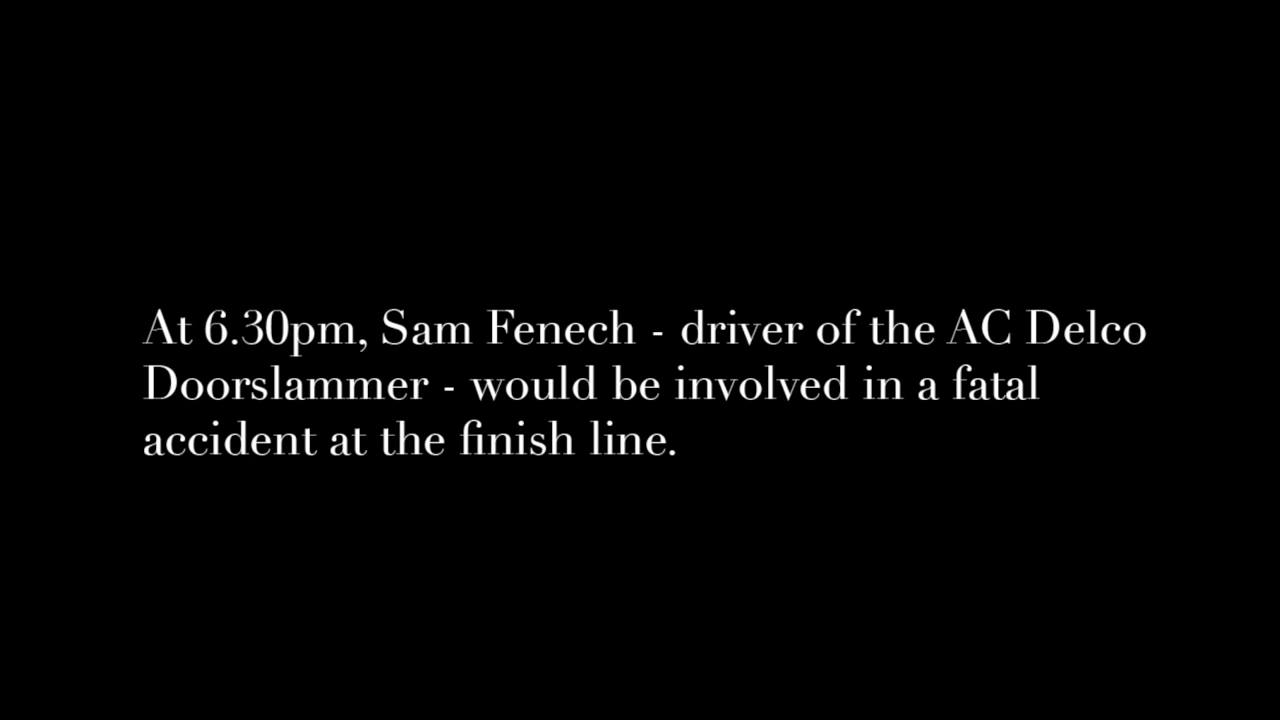 At 6.30pm, Sam Fenech - driver of the AC Delco
Doorslammer - would be involved in a fatal
accident at the finish line.